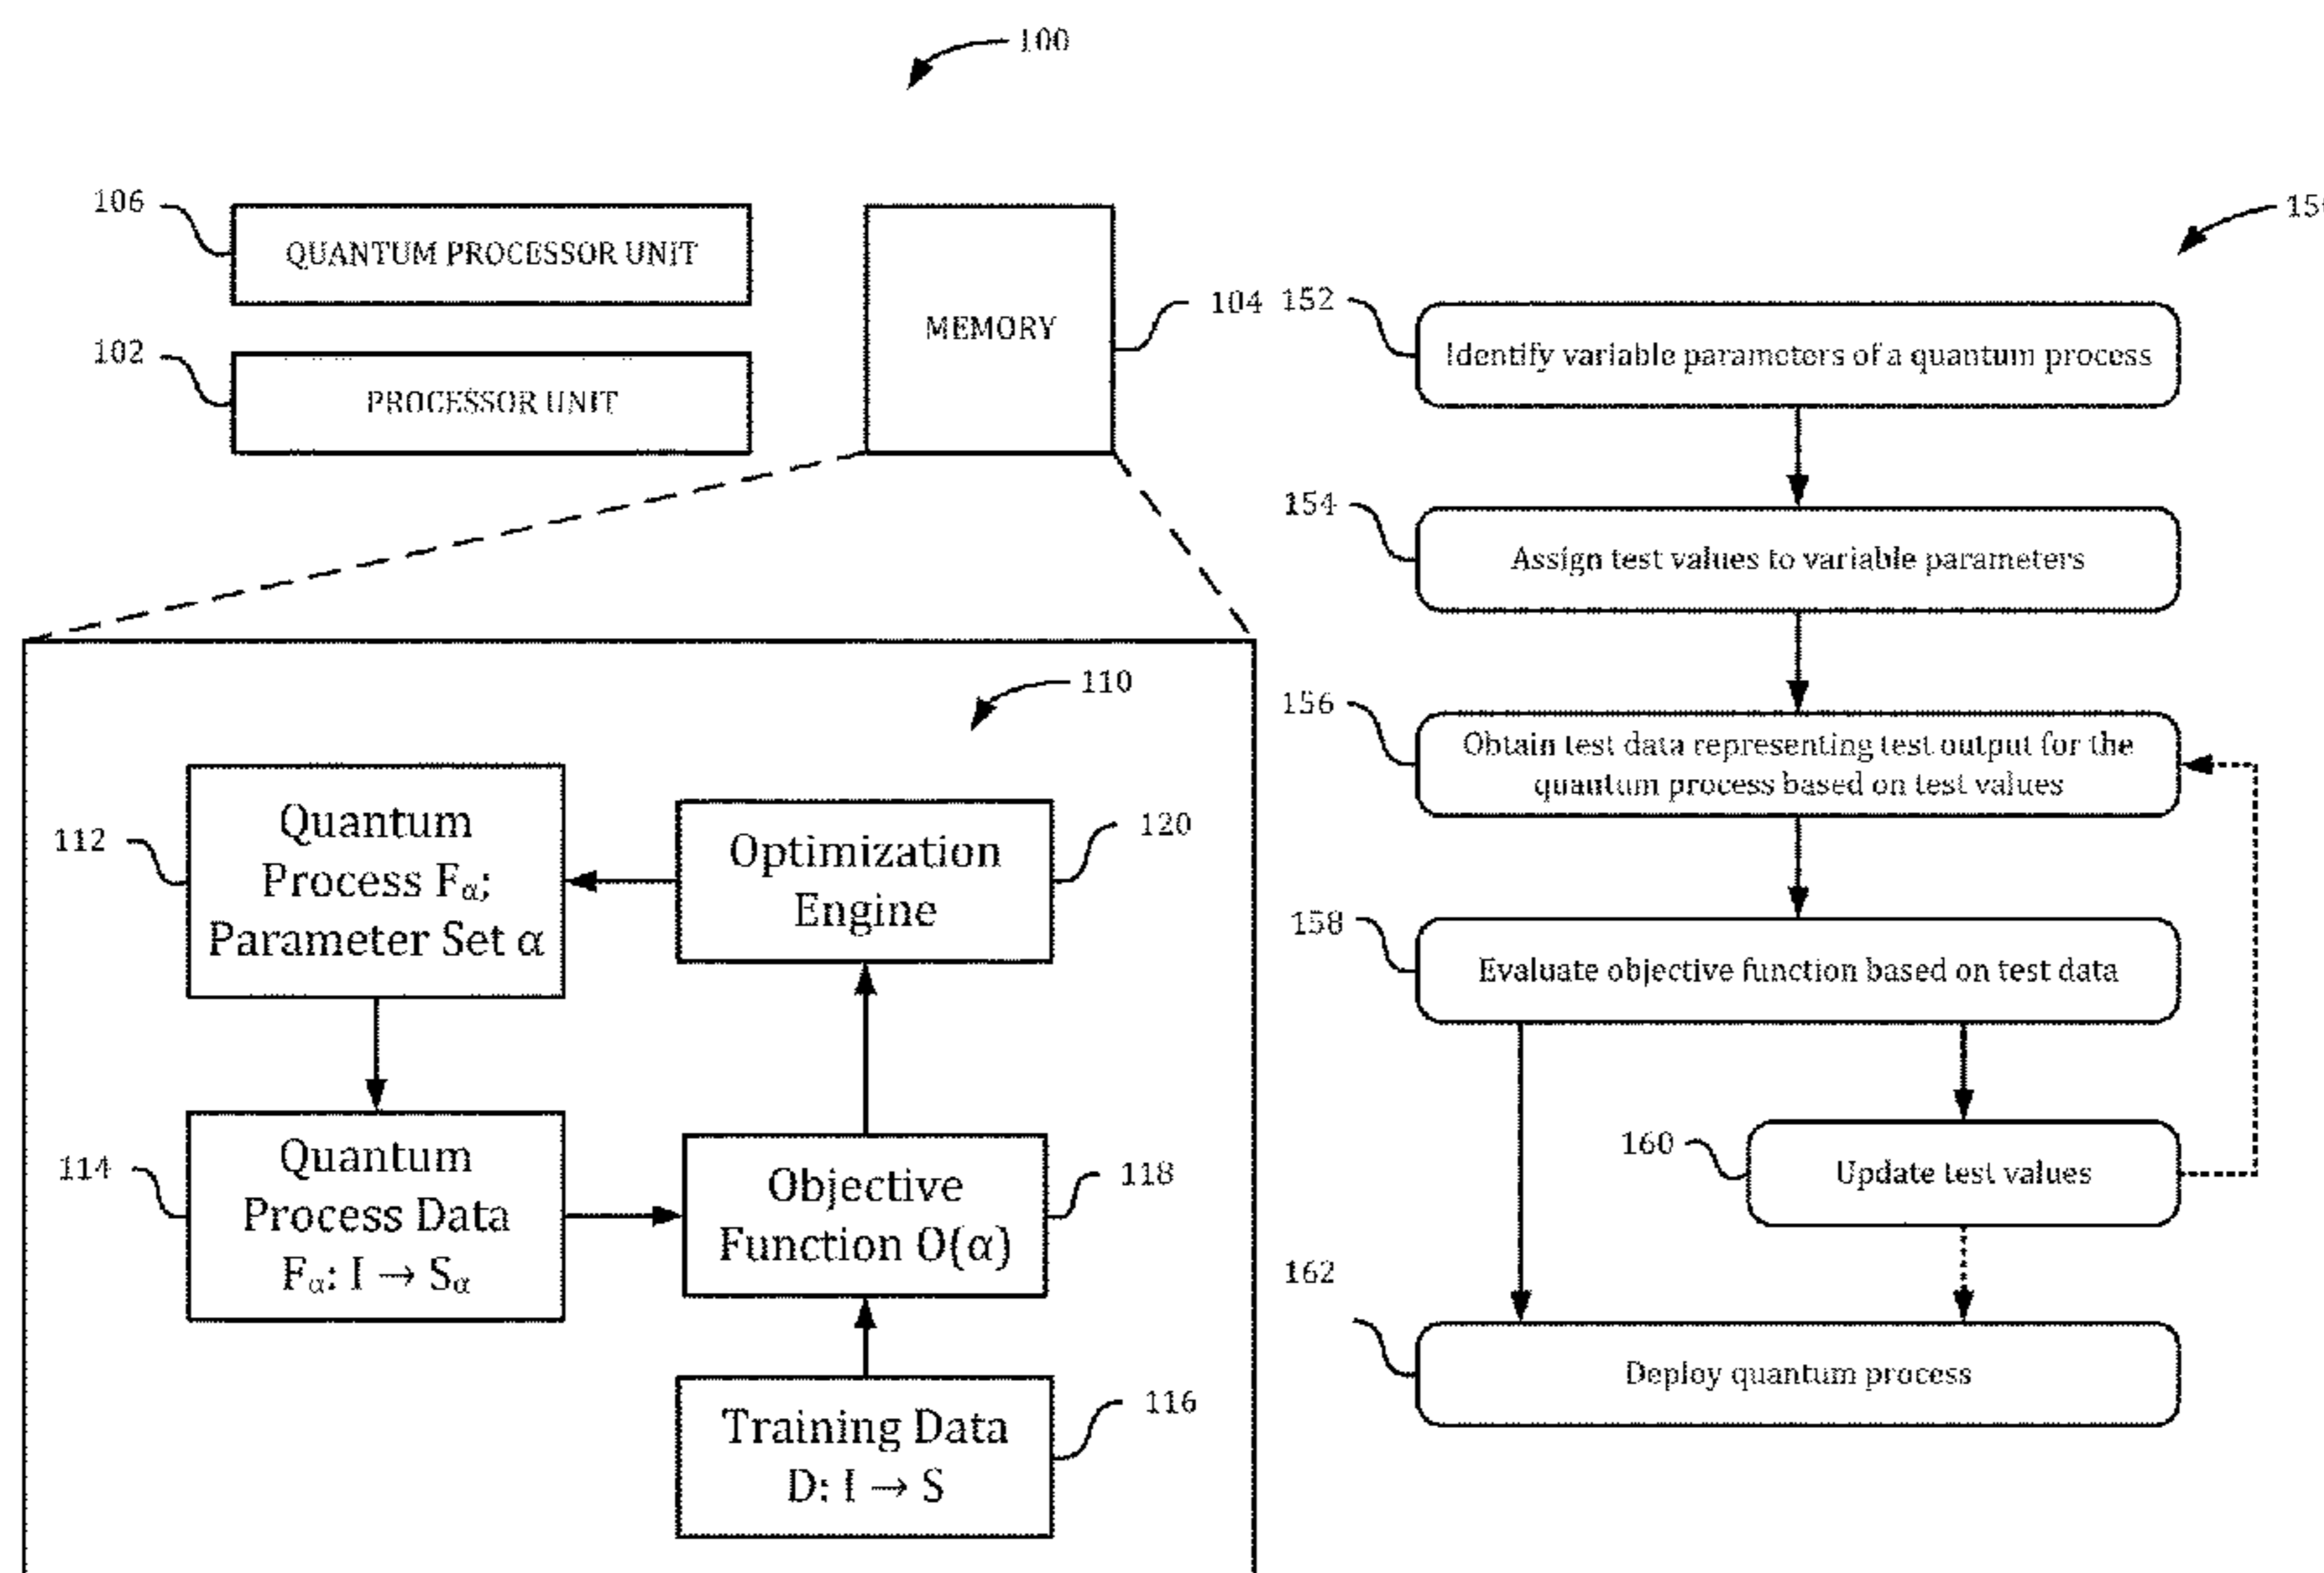 100
106
QUANTUM PROCESSOR UNIT
102
PROCESSOR UNIT
MEMORY
104
110
112
Quantum
Process Fα;
Parameter Set α
Optimization
Engine
120
114
Quantum
Process Data
Fα: I → Sα
Objective
Function O(α)
118
Training Data
D: I → S
116
152
Identify variable parameters of a quantum process
154
Assign test values to variable parameters
156
Obtain test data representing test output for the
quantum process based on test values
158
Evaluate objective function based on test data
160
Update test values
162
Deploy quantum process